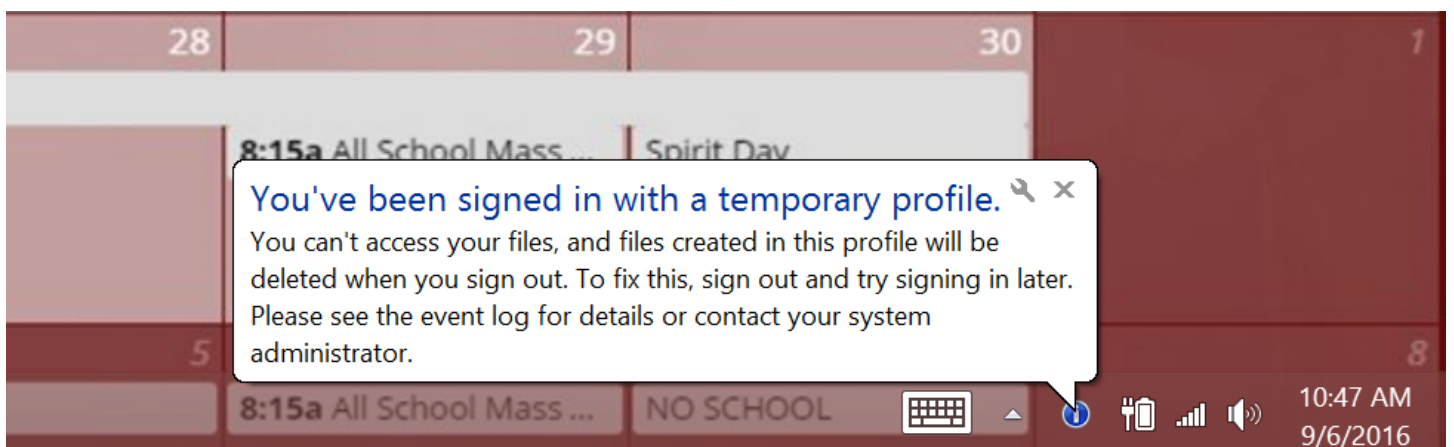 28 29 30 1
8:15a All School Mass ... Spirit Day
You've been signed in with a temporary profile.
You can't access your files, and files created in this profile will be
deleted when you sign out. To fix this, sign out and try signing in later.
Please see the event log for details or contact your system
administrator.
5 8
8:15a All School Mass ... NO SCHOOL
10:47 AM
9/6/2016